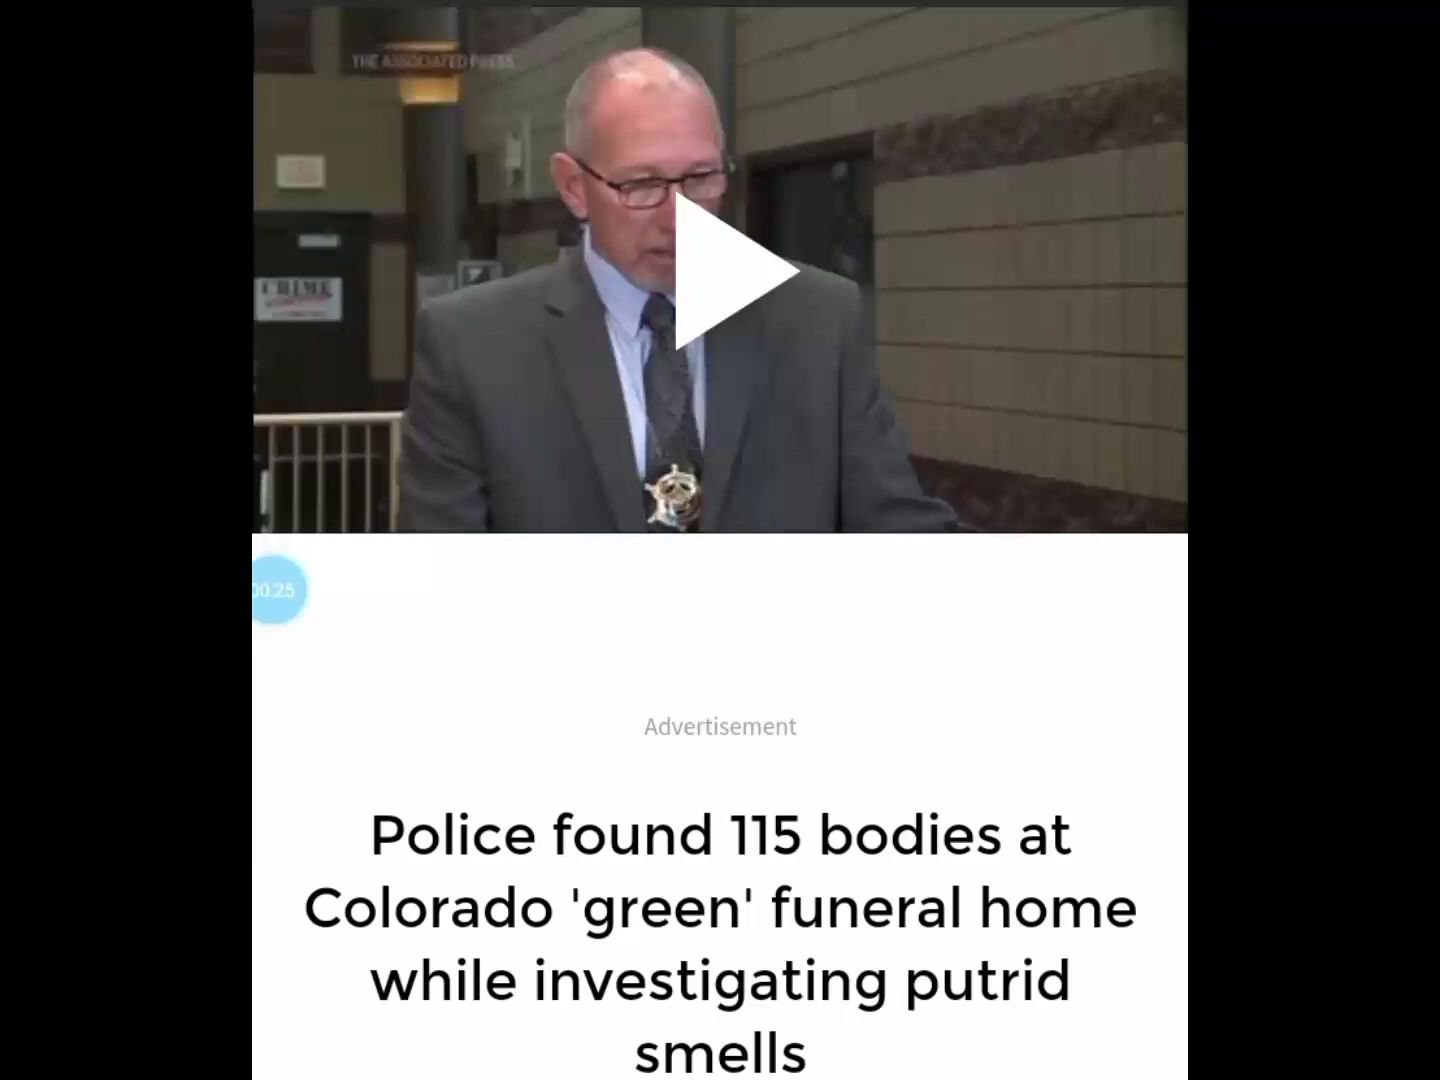 THE ASSOCIATED PRESS
CRIME
00:25
Advertisement
Police found 115 bodies at
Colorado 'green' funeral home
while investigating putrid
smells